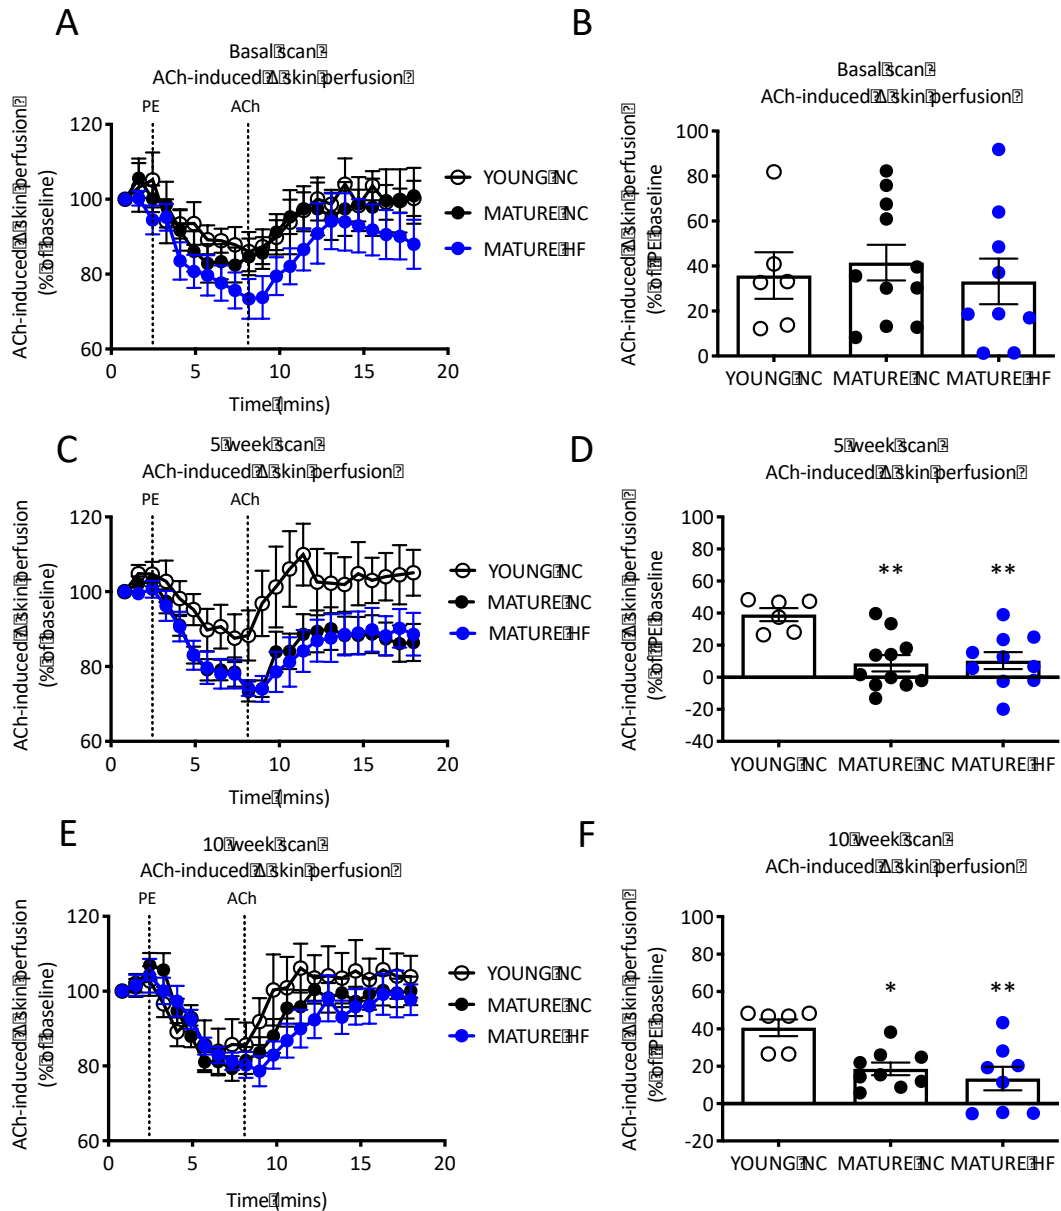 A
Basal scan -
ACh-induced Δ skin perfusion
PE
ACh
ACh-induced Δ skin perfusion
(% of baseline)
120
100
80
60
0
5
10
15
20
Time (mins)
YOUNG NC
MATURE NC
MATURE HF
B
Basal scan -
ACh-induced Δ skin perfusion
ACh-induced Δ skin perfusion
(% of PE baseline)
100
80
60
40
20
0
YOUNG NC
MATURE NC
MATURE HF
C
5 week scan -
ACh-induced Δ skin perfusion
PE
ACh
ACh-induced Δ skin perfusion
(% of baseline)
120
100
80
60
0
5
10
15
20
Time (mins)
YOUNG NC
MATURE NC
MATURE HF
D
5 week scan -
ACh-induced Δ skin perfusion
ACh-induced Δ skin perfusion
(% of PE baseline
100
80
60
40
20
0
-20
-40
**
**
YOUNG NC
MATURE NC
MATURE HF
E
10 week scan -
ACh-induced Δ skin perfusion
PE
ACh
ACh-induced Δ skin perfusion
(% of baseline)
120
100
80
60
0
5
10
15
20
Time (mins)
YOUNG NC
MATURE NC
MATURE HF
F
10 week scan -
ACh-induced Δ skin perfusion
ACh-induced Δ skin perfusion
(% of PE baseline)
100
80
60
40
20
0
-20
*
**
YOUNG NC
MATURE NC
MATURE HF